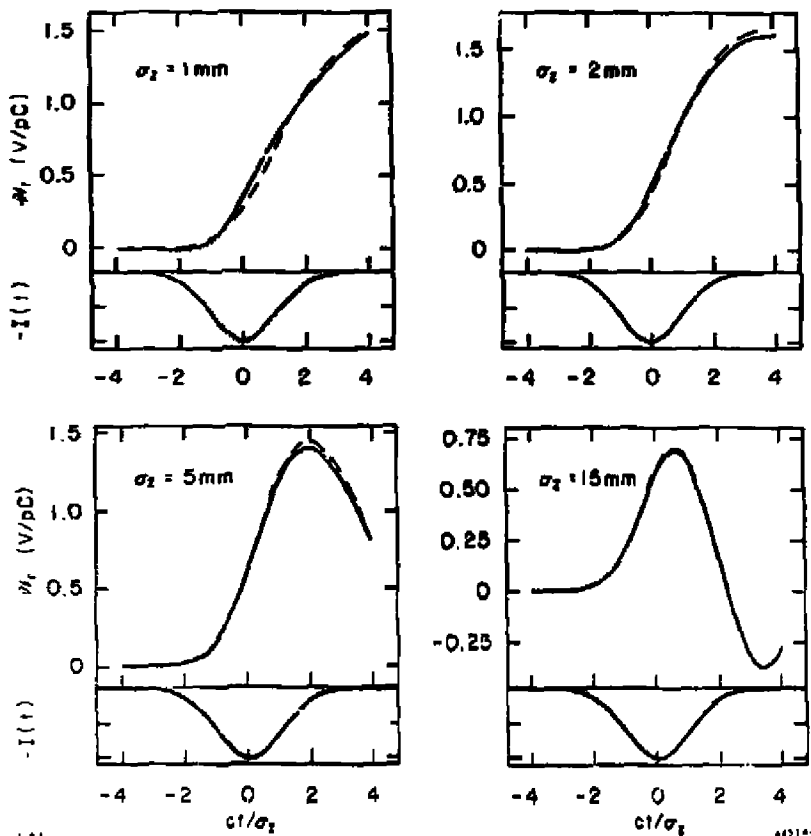 1.5
1.0
0.5
0
σz = 1mm
W, (V/pC)
-I(t)
-4 -2 0 2 4
1.5
1.0
0.5
0
σz = 2mm
-4 -2 0 2 4
1.5
1.0
0.5
0
σz = 5mm
W, (V/pC)
-I(t)
-4 -2 0 2 4
ct/σz
0.75
0.50
0.25
0
-0.25
σz = 15mm
-4 -2 0 2 4
ct/σz